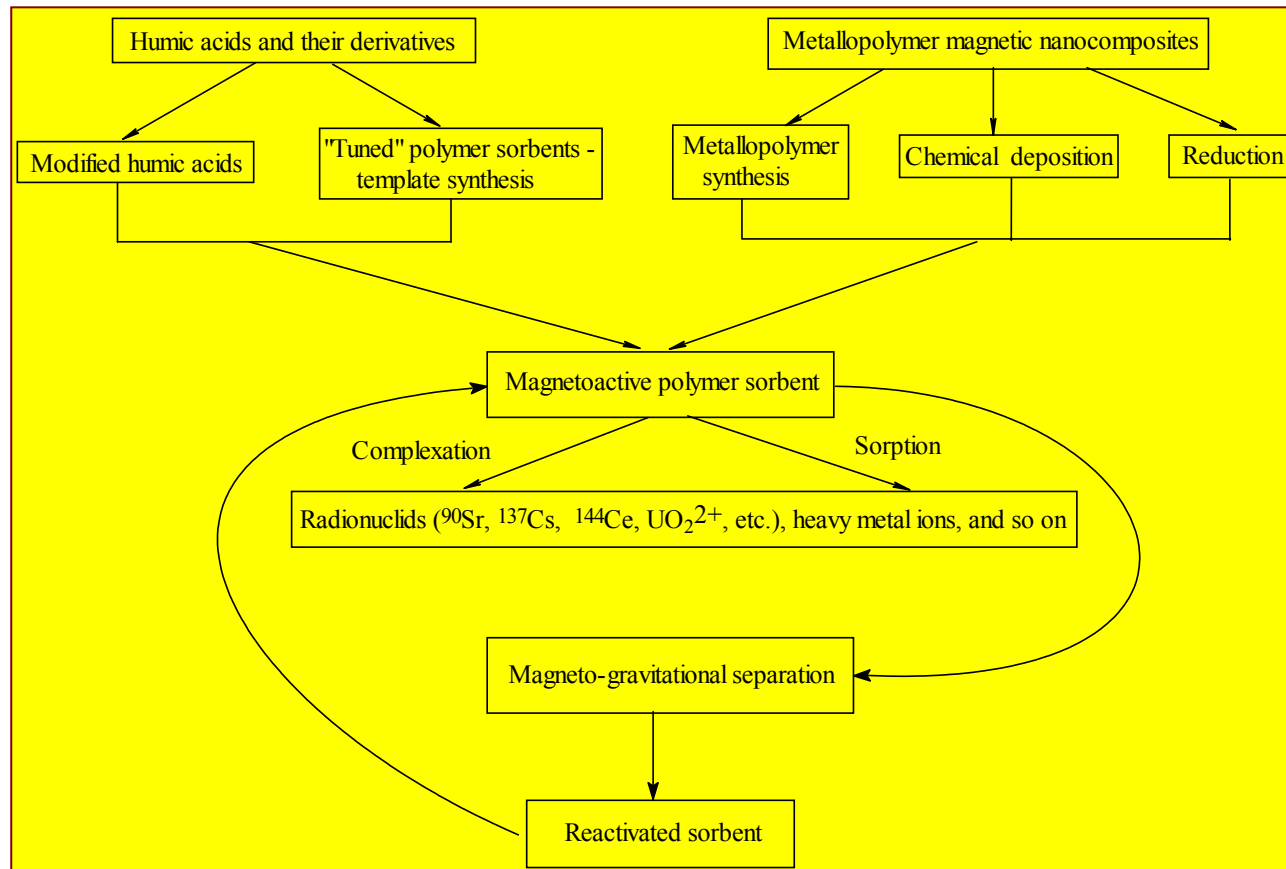 Humic acids and their derivatives
Metallopolymer magnetic nanocomposites
Modified humic acids
"Tuned" polymer sorbents -
template synthesis
Metallopolymer
synthesis
Chemical deposition
Reduction
Magnetoactive polymer sorbent
Complexation
Sorption
Radionuclids (⁹⁰Sr, ¹³⁷Cs, ¹⁴⁴Ce, UO₂²⁺, etc.), heavy metal ions, and so on
Magneto-gravitational separation
Reactivated sorbent